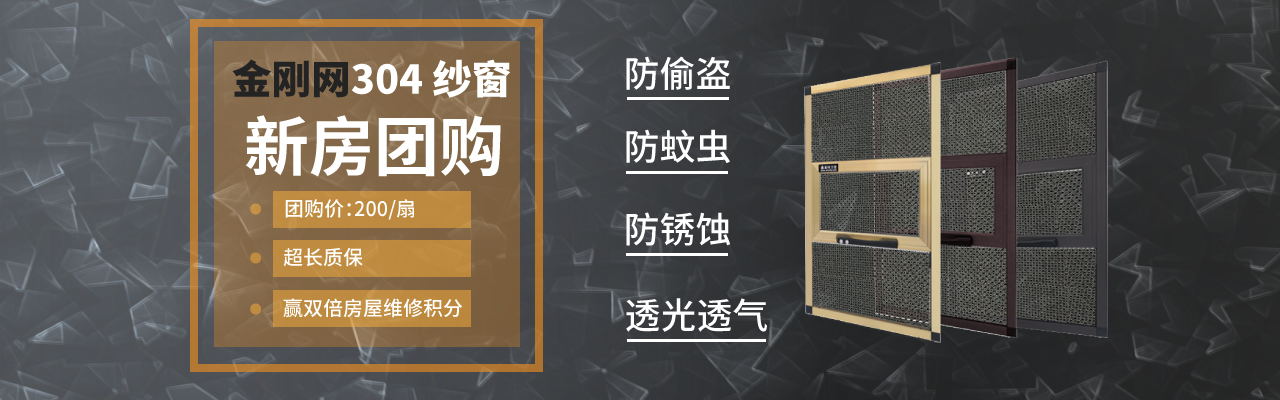 金刚网304 纱窗
新房团购
团购价:200/扇
超长质保
赢双倍房屋维修积分
防偷盗
防蚊虫
防锈蚀
透光透气